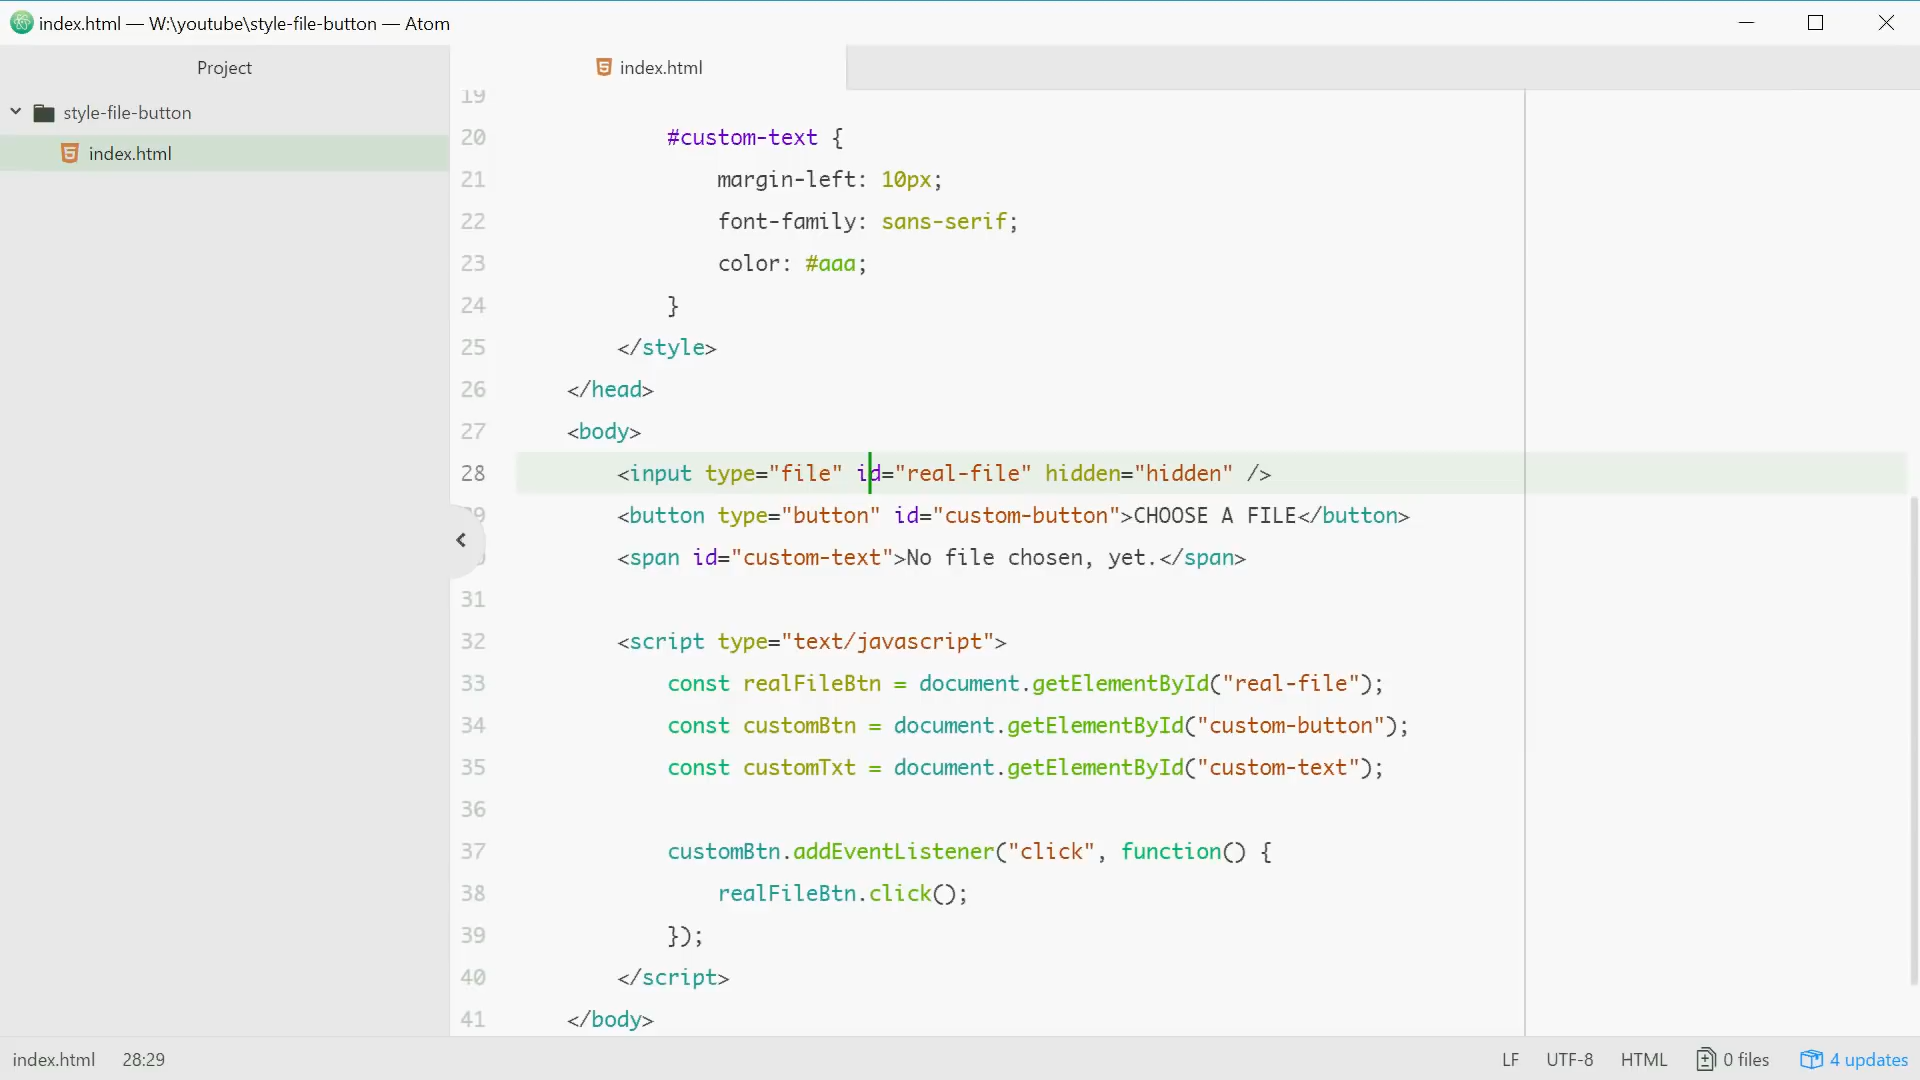 index.html — W:\youtube\style-file-button — Atom
Project
index.html
style-file-button
index.html
19
20 #custom-text {
21 margin-left: 10px;
22 font-family: sans-serif;
23 color: #aaa;
24 }
25 </style>
26 </head>
27 <body>
28 <input type="file" id="real-file" hidden="hidden" />
<button type="button" id="custom-button">CHOOSE A FILE</button>
<span id="custom-text">No file chosen, yet.</span>
31
32 <script type="text/javascript">
33 const realFileBtn = document.getElementById("real-file");
34 const customBtn = document.getElementById("custom-button");
35 const customTxt = document.getElementById("custom-text");
36
37 customBtn.addEventListener("click", function() {
38 realFileBtn.click();
39 });
40 </script>
41 </body>
index.html 28:29 LF UTF-8 HTML 0 files 4 updates